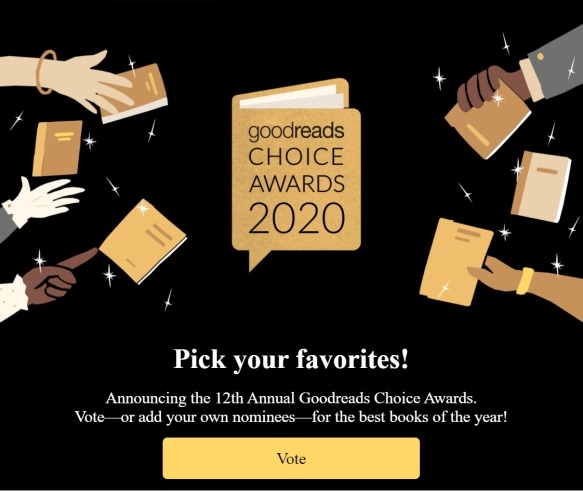 goodreads
CHOICE
AWARDS
2020
Pick your favorites!
Announcing the 12th Annual Goodreads Choice Awards.
Vote—or add your own nominees—for the best books of the year!
Vote